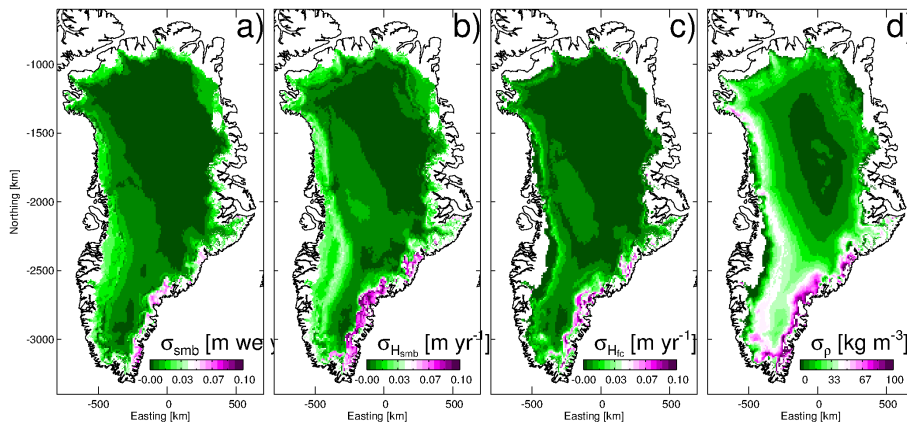 a) b) c) d)
-1000
-1500
-2000
-2500
-3000
Northing [km]
σsmb [m we y
-0.00 0.03 0.07 0.10
σHsmb [m yr-1]
-0.00 0.03 0.07 0.10
σHfc [m yr-1]
-0.00 0.03 0.07 0.10
σρ [kg m-3]
0 33 67 100
-500 0 500
Easting [km]
-500 0 500
Easting [km]
-500 0 500
Easting [km]
-500 0 500
Easting [km]